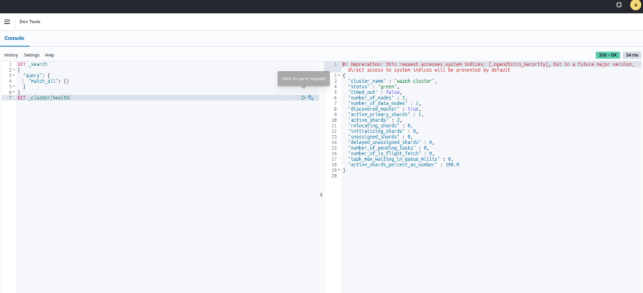 a
Dev Tools
Console
History Settings Help
200 - OK 34 ms
1 GET _search
2 {
3 "query": {
4 "match_all": {}
5 }
6 }
7 GET _cluster/health
Click to send request
1 #! Deprecation: this request accesses system indices: [.opendistro_security], but in a future major version,
direct access to system indices will be prevented by default
2 {
3 "cluster_name" : "wazuh-cluster",
4 "status" : "green",
5 "timed_out" : false,
6 "number_of_nodes" : 1,
7 "number_of_data_nodes" : 1,
8 "discovered_master" : true,
9 "active_primary_shards" : 2,
10 "active_shards" : 2,
11 "relocating_shards" : 0,
12 "initializing_shards" : 0,
13 "unassigned_shards" : 0,
14 "delayed_unassigned_shards" : 0,
15 "number_of_pending_tasks" : 0,
16 "number_of_in_flight_fetch" : 0,
17 "task_max_waiting_in_queue_millis" : 0,
18 "active_shards_percent_as_number" : 100.0
19 }
20